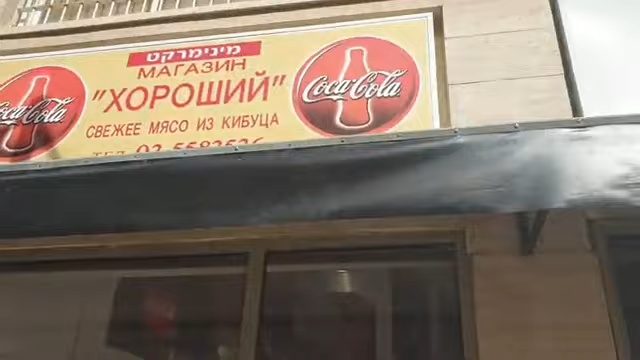 מינימרקט
МАГАЗИН
"ХОРОШИЙ"
Coca-Cola
Coca-Cola
СВЕЖЕЕ МЯСО ИЗ КИБУЦА